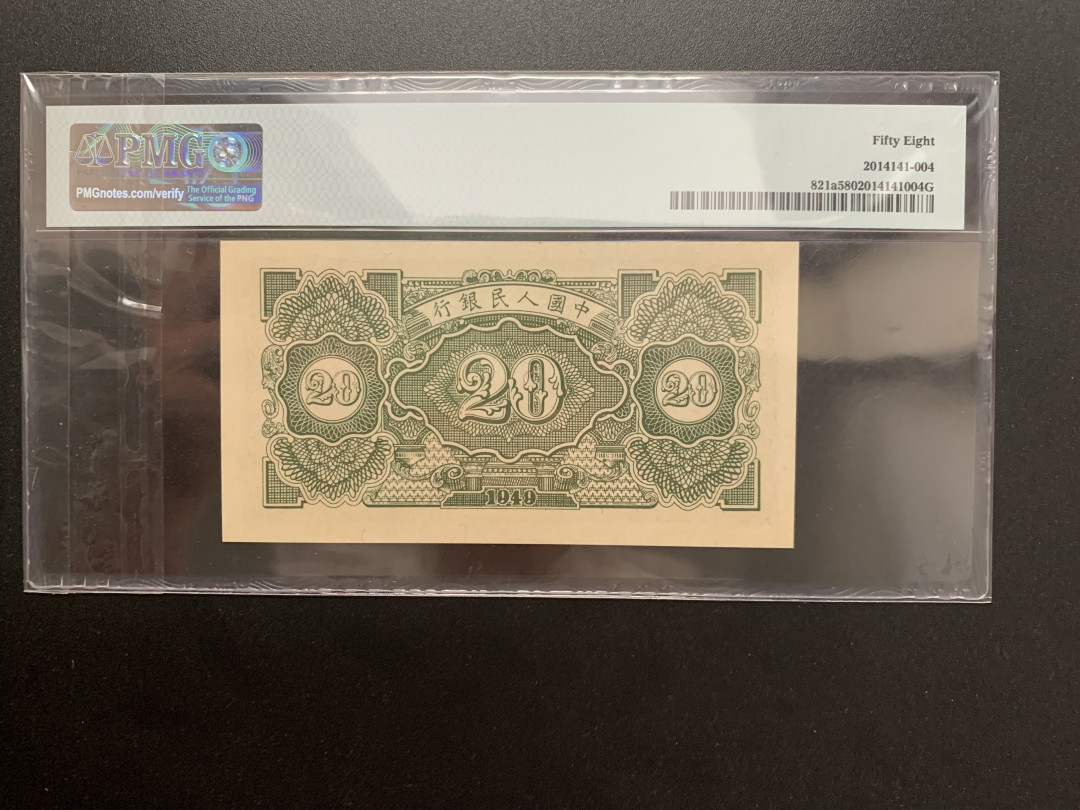 PMG
PMGnotes.com/verify
The Official Grading
Service of the PNG
Fifty Eight
2014141-004
821a5802014141004G
行銀民人國中
20
20
20
1949